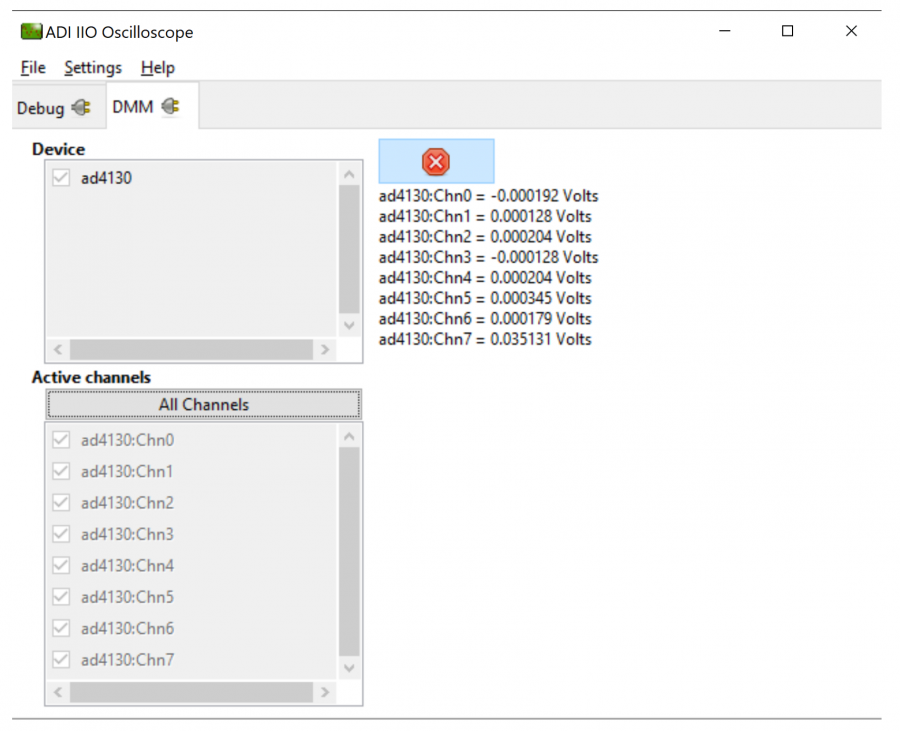 ADI IIO Oscilloscope
File Settings Help
Debug DMM
Device
ad4130
ad4130:Chn0 = -0.000192 Volts
ad4130:Chn1 = 0.000128 Volts
ad4130:Chn2 = 0.000204 Volts
ad4130:Chn3 = -0.000128 Volts
ad4130:Chn4 = 0.000204 Volts
ad4130:Chn5 = 0.000345 Volts
ad4130:Chn6 = 0.000179 Volts
ad4130:Chn7 = 0.035131 Volts
Active channels
All Channels
ad4130:Chn0
ad4130:Chn1
ad4130:Chn2
ad4130:Chn3
ad4130:Chn4
ad4130:Chn5
ad4130:Chn6
ad4130:Chn7